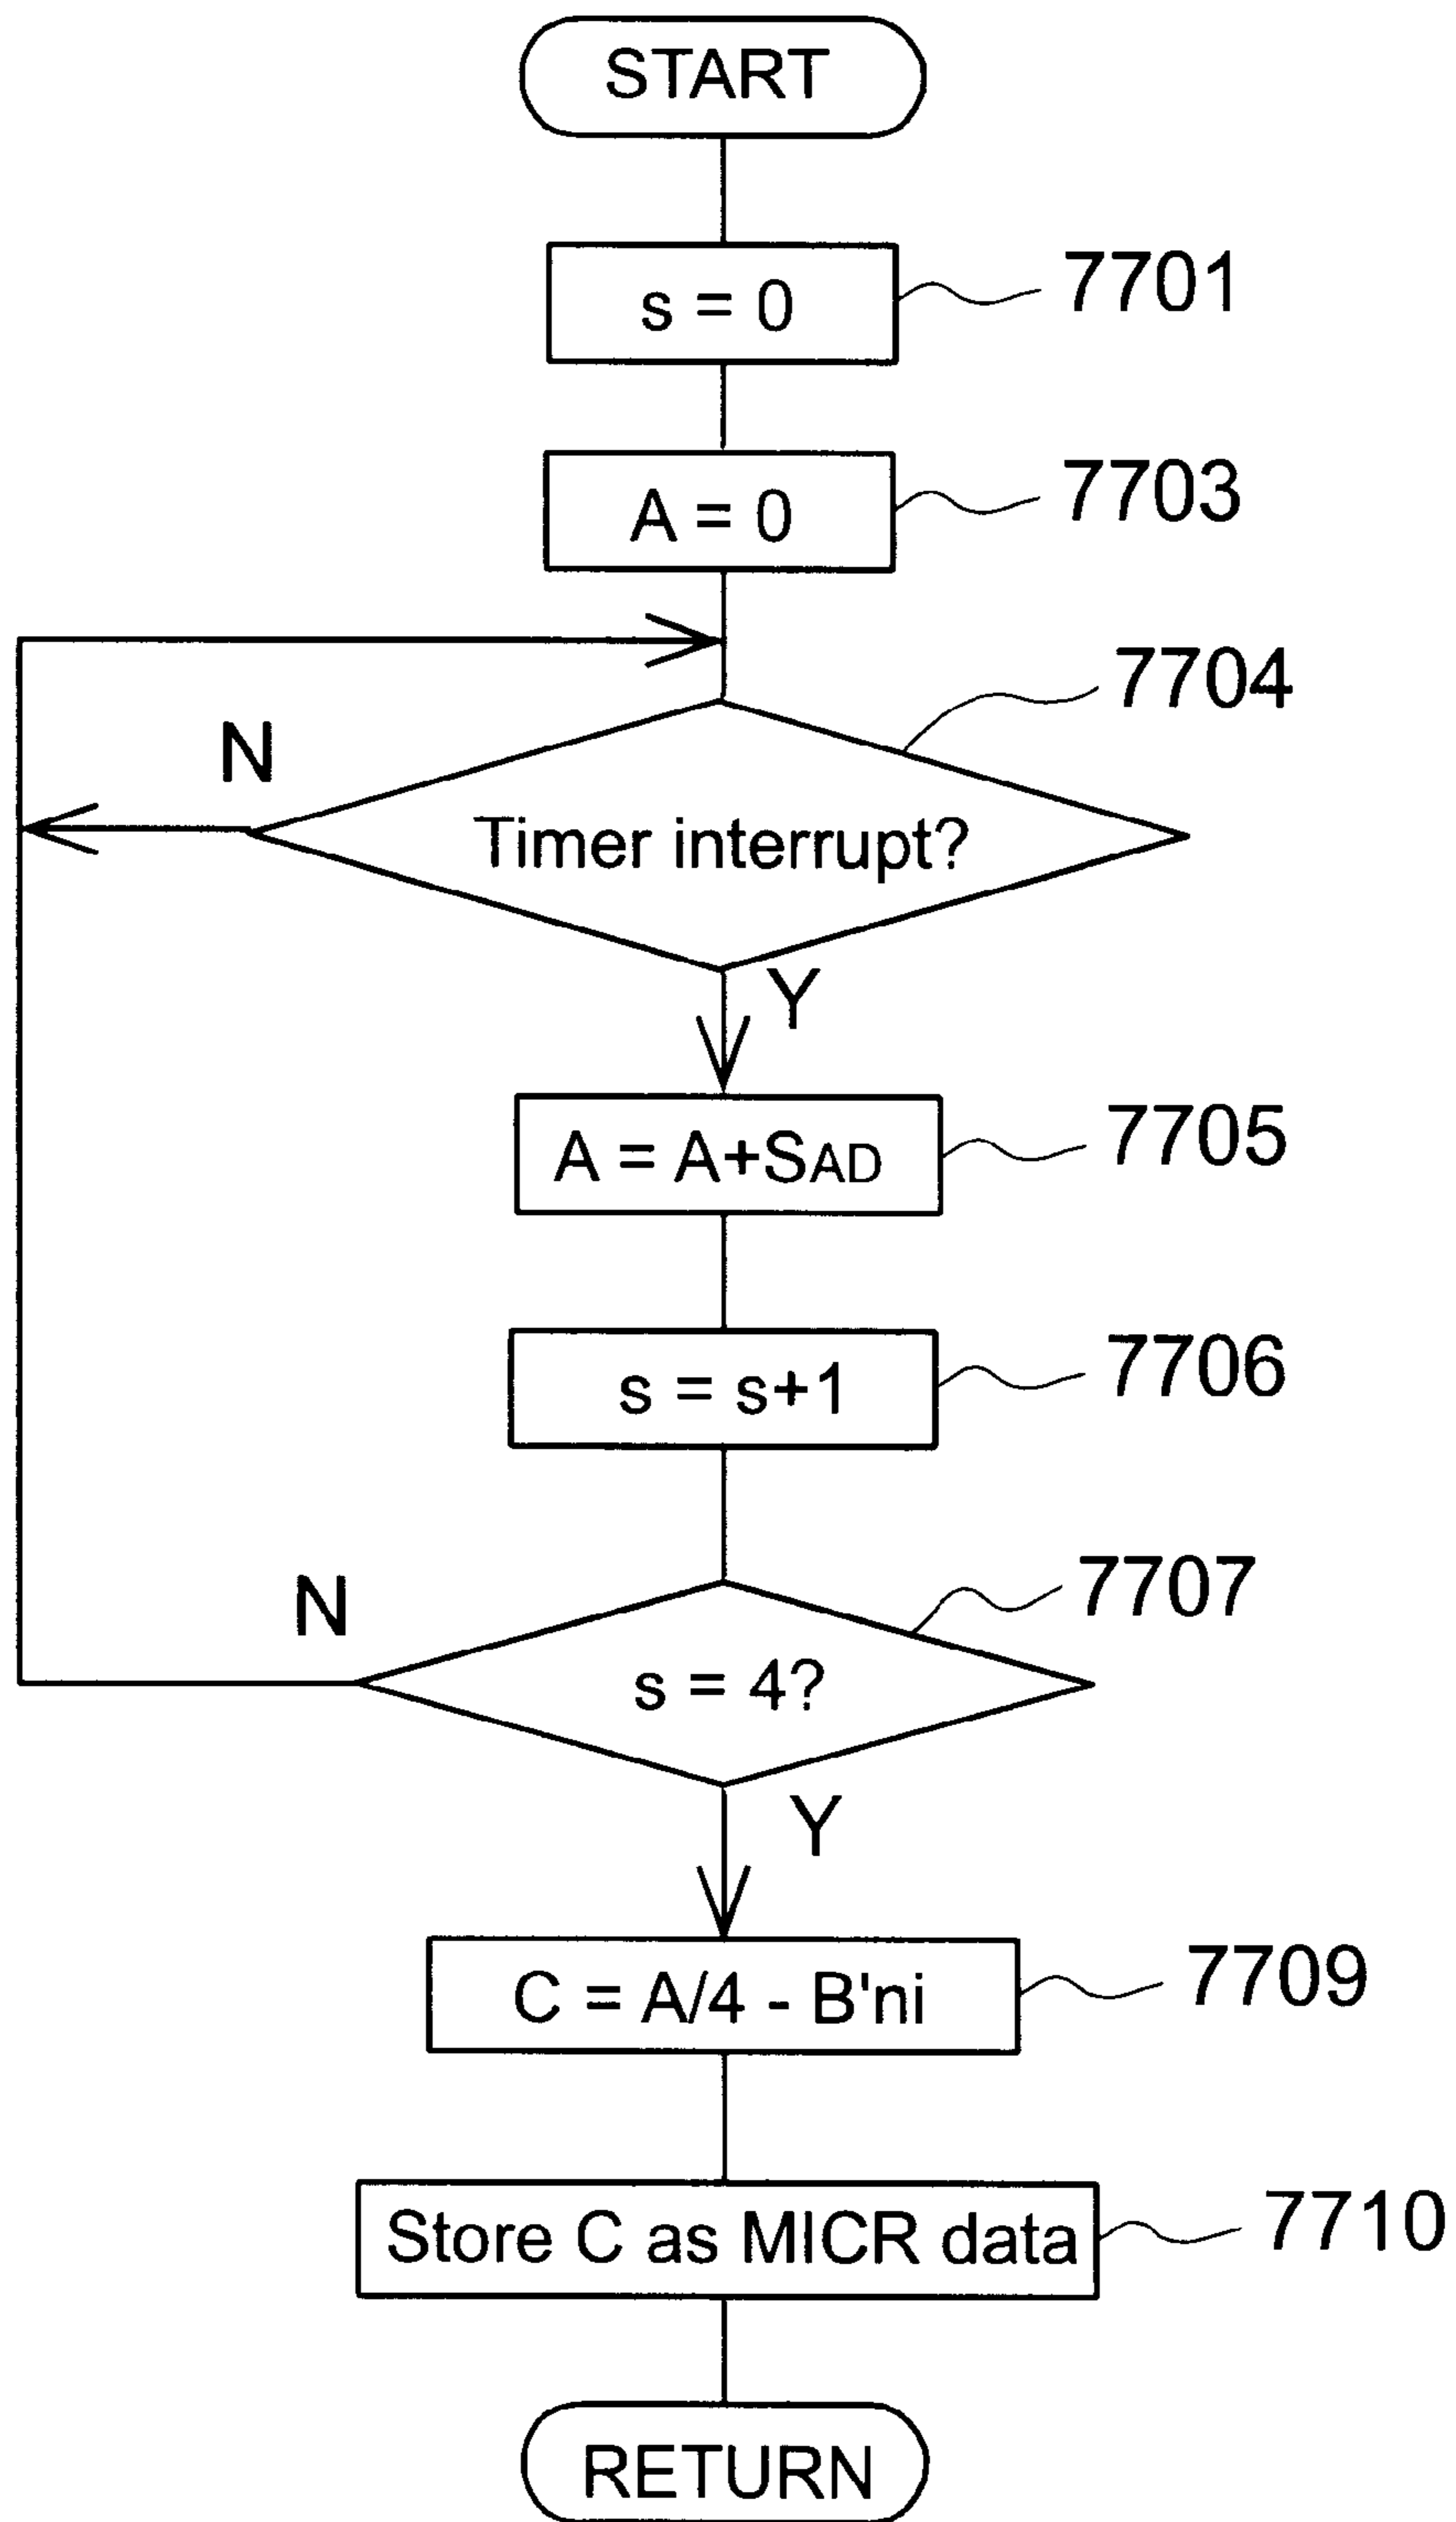 START
s = 0
7701
A = 0
7703
7704
N
Timer interrupt?
Y
A = A+SAD
7705
s = s+1
7706
7707
N
s = 4?
Y
C = A/4 - B'ni
7709
Store C as MICR data
7710
RETURN